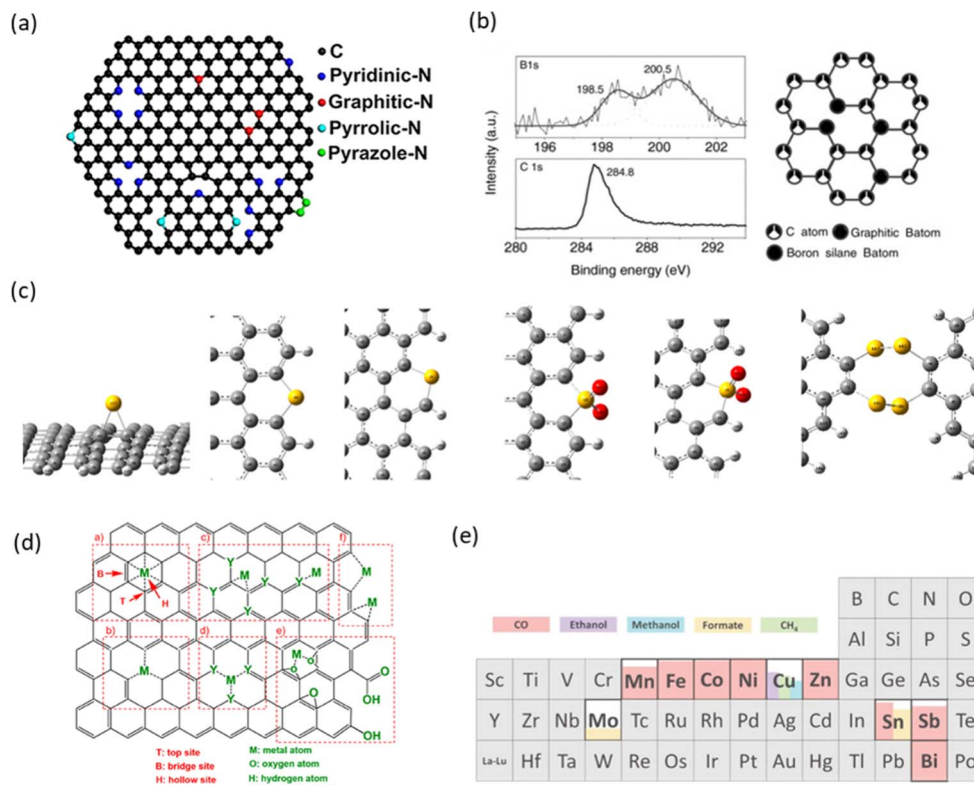 (a)
C
Pyridinic-N
Graphitic-N
Pyrrolic-N
Pyrazole-N
(b)
B1s
198.5
200.5
196 198 200 202
C 1s
284.8
280 284 288 292
Intensity (a.u.)
Binding energy (eV)
C atom Graphitic Batom
Boron silane Batom
(c)
(d)
a)
B
M
T
H
c)
Y
M
Y
Y
M
Y
Y
f)
M
M
b)
M
d)
Y
Y
M
Y
e)
M
O
O
O
O
OH
OH
T: top site
B: bridge site
H: hollow site
M: metal atom
O: oxygen atom
H: hydrogen atom
(e)
CO Ethanol Methanol Formate CH₄
B C N O
Al Si P S
Sc Ti V Cr Mn Fe Co Ni Cu Zn Ga Ge As Se
Y Zr Nb Mo Tc Ru Rh Pd Ag Cd In Sn Sb Te
La-Lu Hf Ta W Re Os Ir Pt Au Hg Tl Pb Bi Po